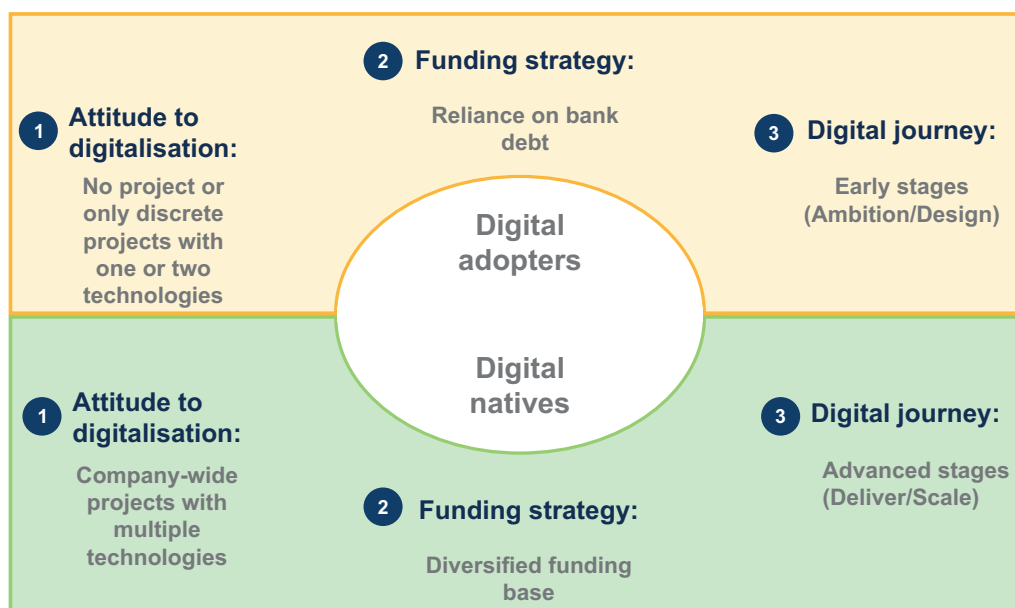 1
Attitude to
digitalisation:
No project or
only discrete
projects with
one or two
technologies
2
Funding strategy:
Reliance on bank
debt
3
Digital journey:
Early stages
(Ambition/Design)
Digital
adopters
Digital
natives
1
Attitude to
digitalisation:
Company-wide
projects with
multiple
technologies
2
Funding strategy:
Diversified funding
base
3
Digital journey:
Advanced stages
(Deliver/Scale)